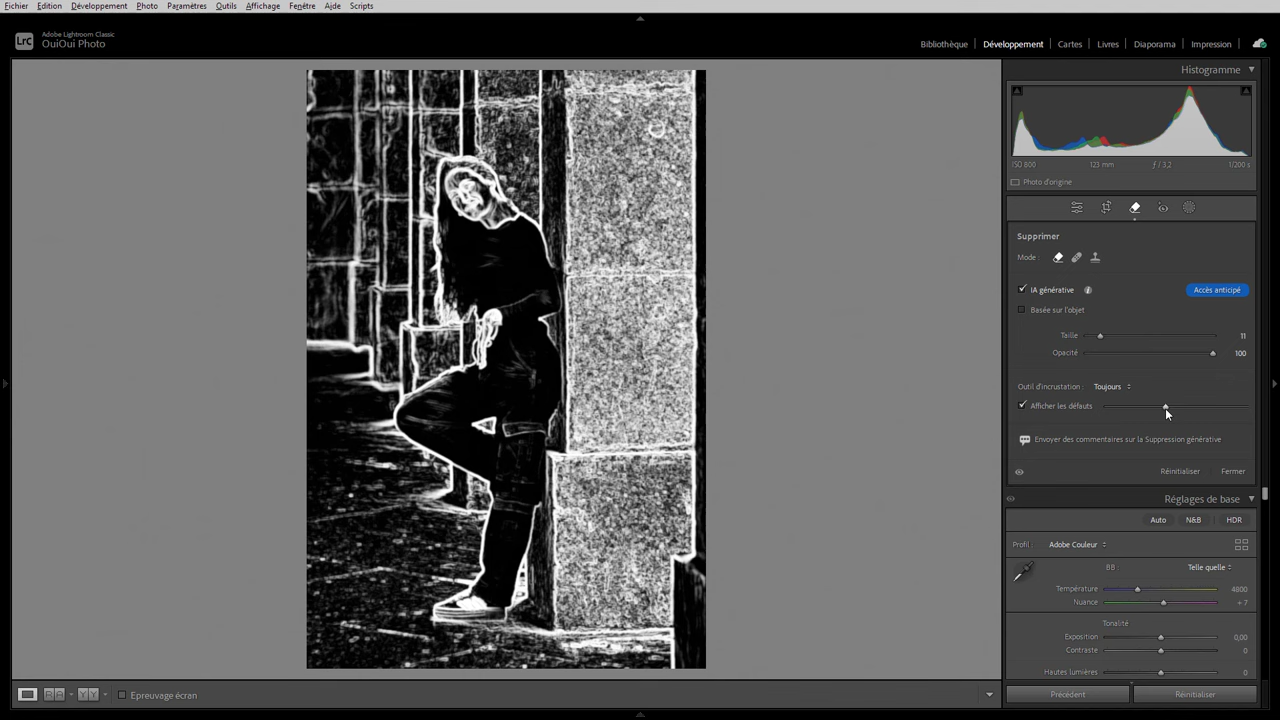 Fichier Edition Développement Photo Paramètres Outils Affichage Fenêtre Aide Scripts
Lrc
Adobe Lightroom Classic
OuiOui Photo
Bibliothèque Développement Cartes Livres Diaporama Impression
Histogramme
ISO 800 123 mm ƒ / 3,2 1/200 s
Photo d'origine
Supprimer
Mode :
IA générative Accès anticipé
Basée sur l'objet
Taille 11
Opacité 100
Outil d'incrustation : Toujours
Afficher les défauts
Envoyer des commentaires sur la Suppression générative
Réinitialiser Fermer
Réglages de base
Auto N&B HDR
Profil : Adobe Couleur
BB : Telle quelle
Température 4800
Nuance + 7
Tonalité
Exposition 0,00
Contraste 0
Hautes lumières 0
R A X Y Epreuvage écran
Précédent Réinitialiser